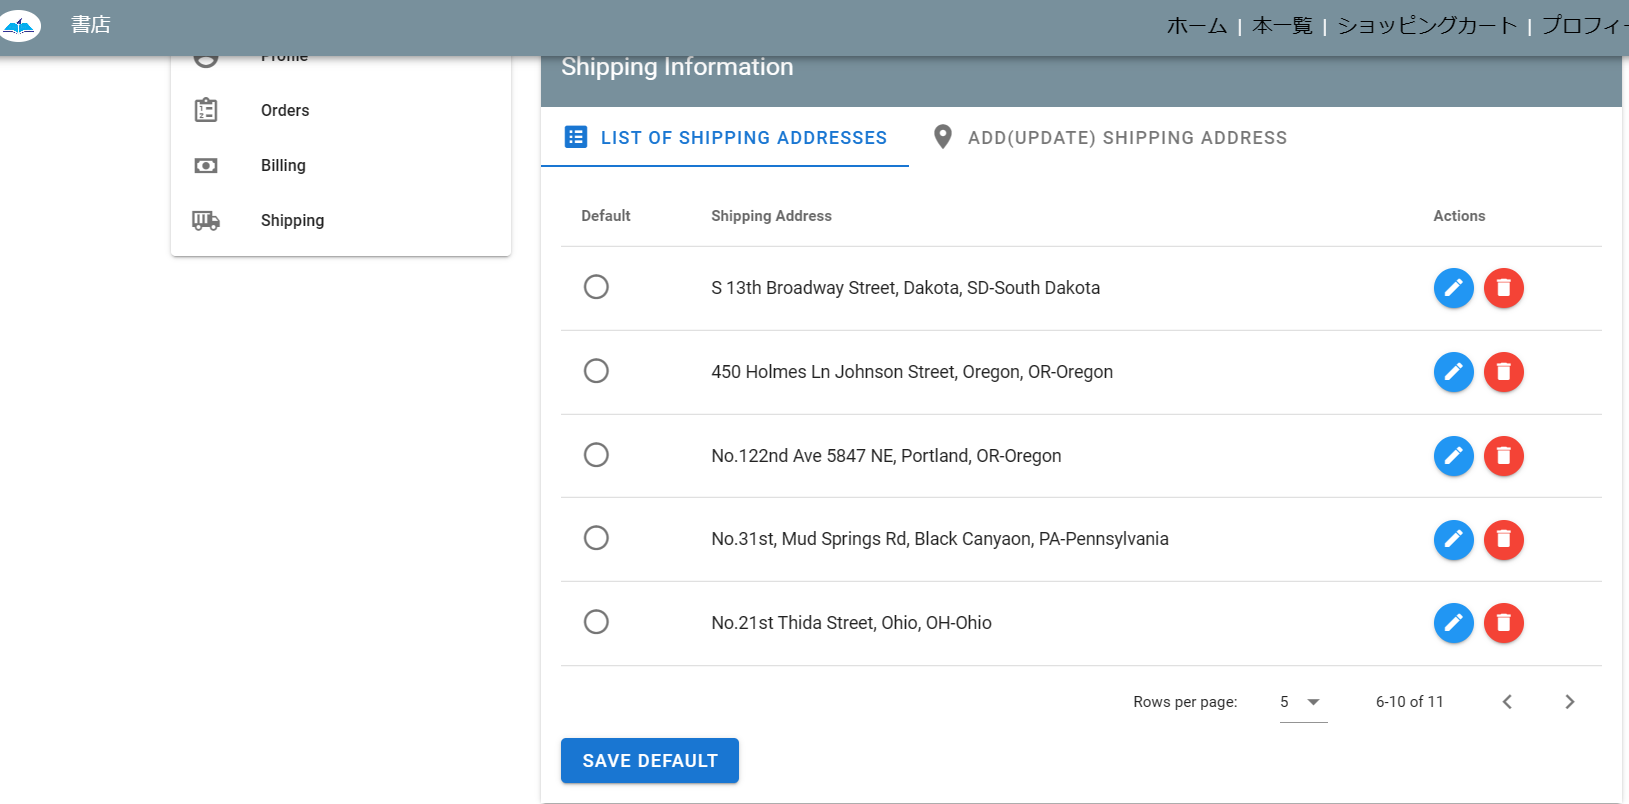 書店
ホーム | 本一覧 | ショッピングカート | プロフィー
Profile
Orders
Billing
Shipping
Shipping Information
LIST OF SHIPPING ADDRESSES
ADD(UPDATE) SHIPPING ADDRESS
Default Shipping Address Actions
S 13th Broadway Street, Dakota, SD-South Dakota
450 Holmes Ln Johnson Street, Oregon, OR-Oregon
No.122nd Ave 5847 NE, Portland, OR-Oregon
No.31st, Mud Springs Rd, Black Canyaon, PA-Pennsylvania
No.21st Thida Street, Ohio, OH-Ohio
Rows per page: 5 6-10 of 11
SAVE DEFAULT